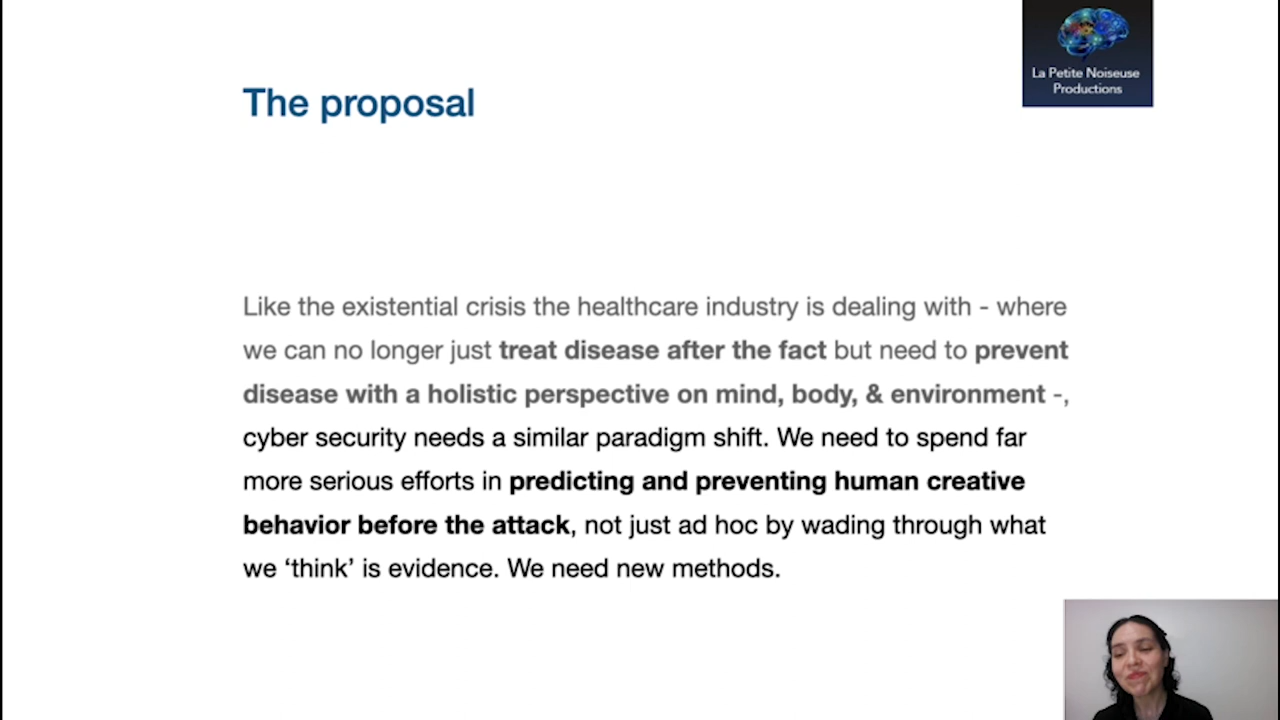 La Petite Noiseuse
Productions
The proposal
Like the existential crisis the healthcare industry is dealing with - where
we can no longer just treat disease after the fact but need to prevent
disease with a holistic perspective on mind, body, & environment -,
cyber security needs a similar paradigm shift. We need to spend far
more serious efforts in predicting and preventing human creative
behavior before the attack, not just ad hoc by wading through what
we ‘think’ is evidence. We need new methods.